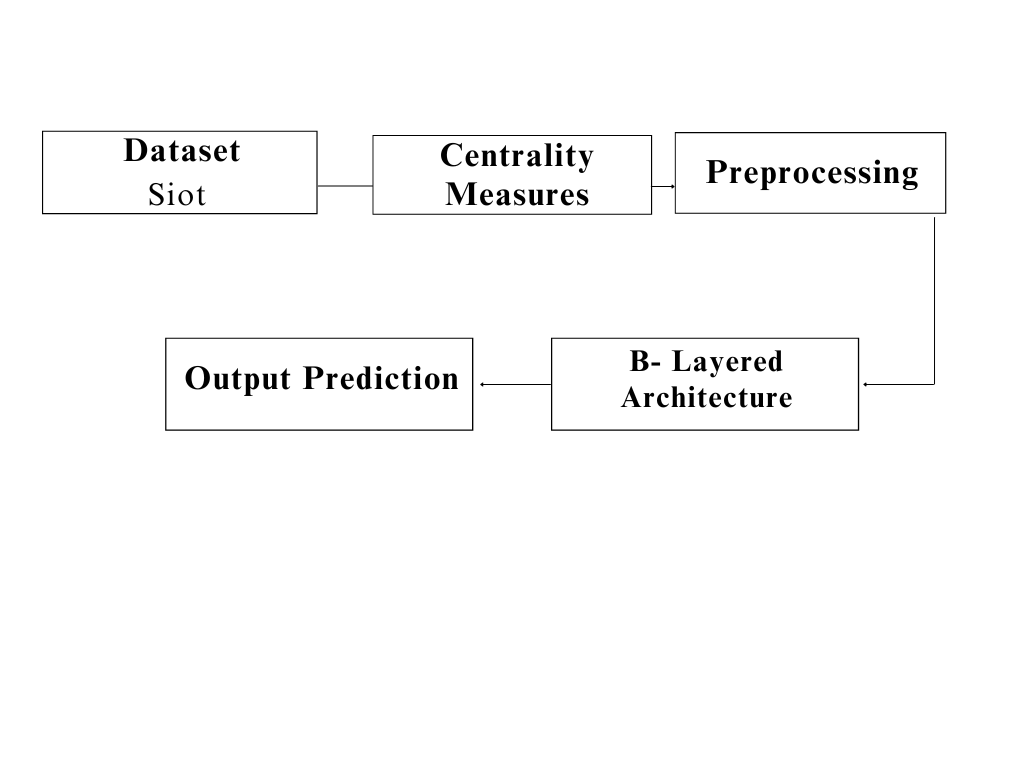 Dataset
Siot
Centrality
Measures
Preprocessing
Output Prediction
B- Layered
Architecture